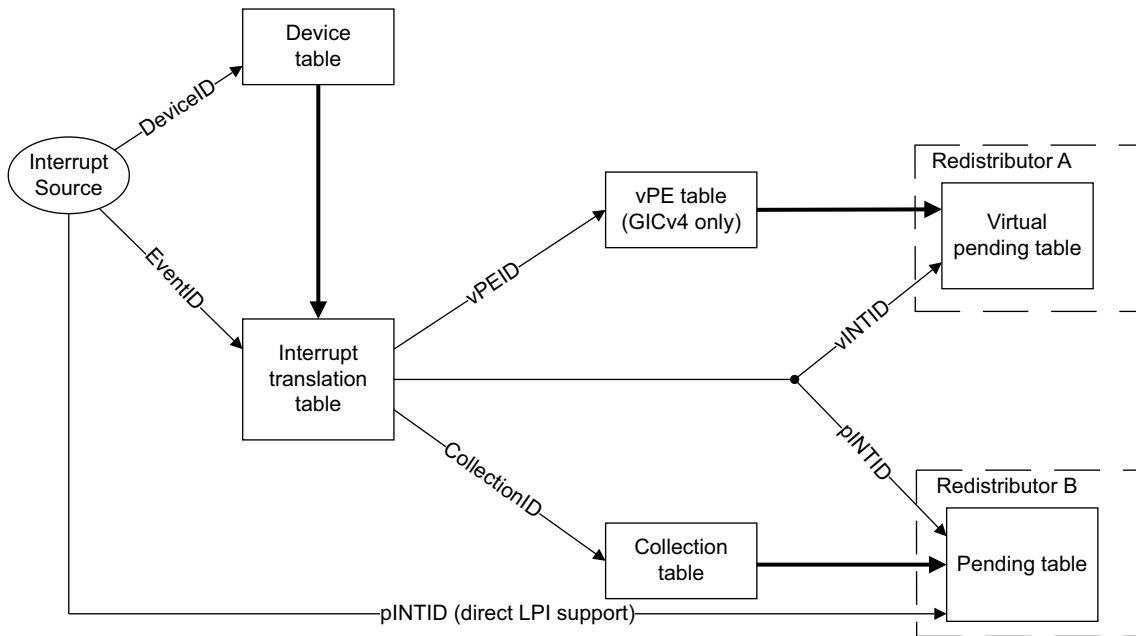 Device
table
DeviceID
Interrupt
Source
EventID
Redistributor A
vPE table
(GICv4 only)
Virtual
pending table
vPEID
vINTID
Interrupt
translation
table
pINTID
CollectionID
Redistributor B
Collection
table
Pending table
pINTID (direct LPI support)